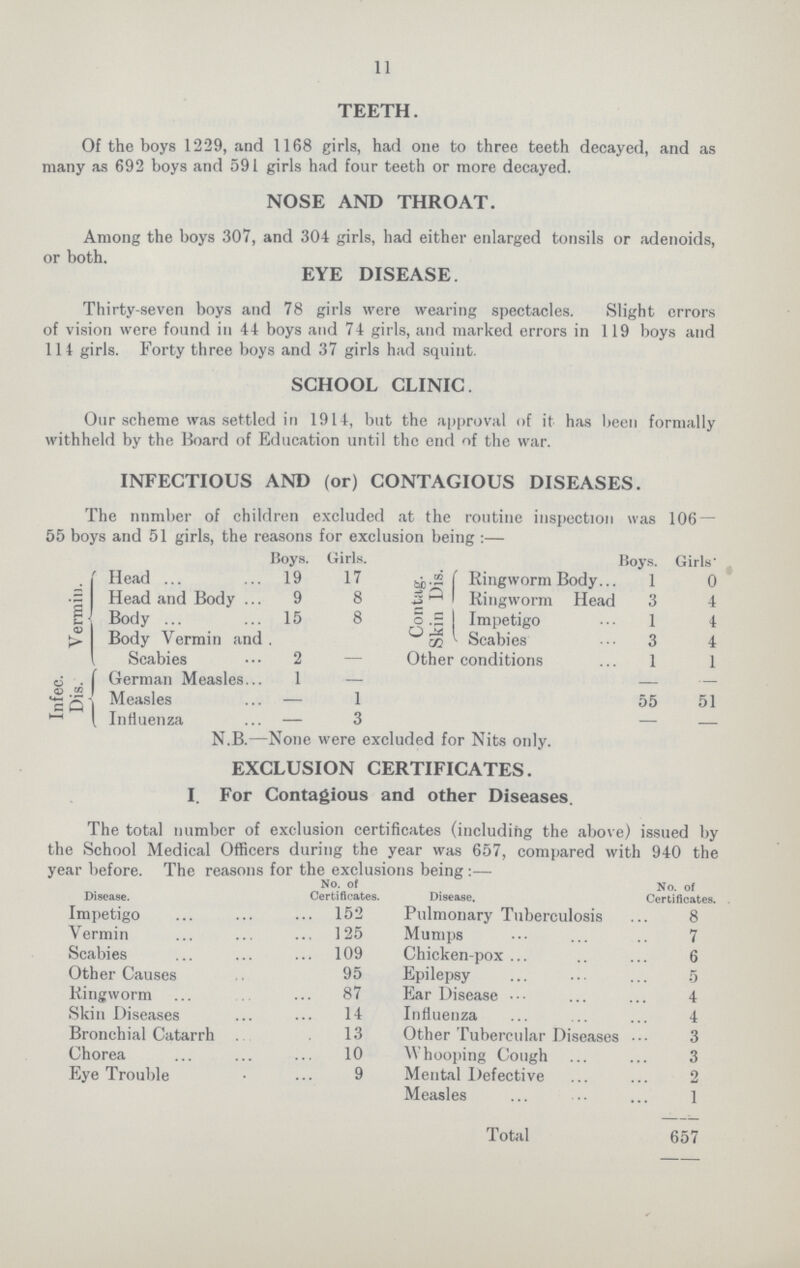 11
TEETH.
Of the boys 1229, and 1168 girls, had one to three teeth decayed, and as
many as 692 boys and 591 girls had four teeth or more decayed.
NOSE AND THROAT.
Among the boys 307, and 304 girls, had either enlarged tonsils or adenoids,
or both.
EYE DISEASE.
Thirty-seven boys and 78 girls were wearing spectacles. Slight errors
of vision were found in 44 boys and 74 girls, and marked errors in 119 boys and
114 girls. Forty three boys and 37 girls had squint.
SCHOOL CLINIC.
Our scheme was settled in 1914, but the approval of it has been formally
withheld by the Board of Education until the end of the war.
INFECTIOUS AND (or) CONTAGIOUS DISEASES.
The nnmber of children excluded at the routine inspection was 106—
55 boys and 51 girls, the reasons for exclusion being :—
Boys. Girls.
Vermin.
Head ... ... 19 17
Head and Body ... 9 8
Body ... ... 15 8
Body Vermin and .
Scabies ... 2 —
Infec. Dis.
German Measles... 1 —
Measles ... — 1
Influenza ... — 3
Boys. Girls·
Contag. Skin Dis.
Ringworm Body... 1 0
Ringworm Head 3 4
Impetigo ... 1 4
Scabies ... 3 4
Other conditions ... 1 1
— —
55 51
— —
N.B.—None were excluded for Nits only.
EXCLUSION CERTIFICATES.
I. For Contagious and other Diseases.
The total number of exclusion certificates (including the above) issued by
the School Medical Officers during the year was 657, compared with 940 the
year before. The reasons for the exclusions being :—
Disease. No. of Certificates. Disease. No. of Certificates.
Impetigo ... ... ... 152 Pulmonary Tuberculosis ... 8
Vermin ... ... ... 125 Mumps ... ... .. 7
Scabies ... ... ... 109 Chicken-pox ... .. ... 6
Other Causes .. 95 Epilepsy ... ... ... 5
Ringworm ... ... ... 87 Ear Disease ... ... ... 4
Skin Diseases ... ... 14 Influenza ... ... ... 4
Bronchial Catarrh .. . 13 Other Tubercular Diseases ... 3
Chorea ... ... ... 10 Whooping Cough ... ... 3
Eye Trouble . ... 9 Mental Defective ... ... 2
Measles ... ... ... 1
Total 657